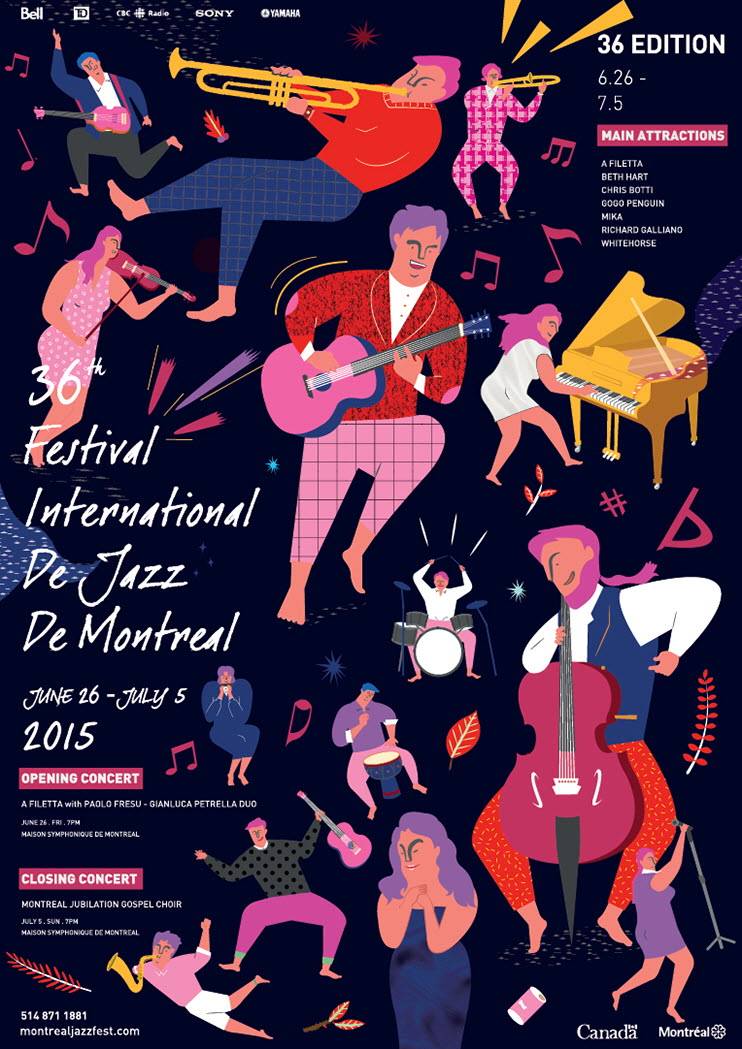 Bell
TD
CBC Radio
SONY
YAMAHA
36 EDITION
6.26 -
7.5
MAIN ATTRACTIONS
A FILETTA
BETH HART
CHRIS BOTTI
GOGO PENGUIN
MIKA
RICHARD GALLIANO
WHITEHORSE
36th
Festival
International
De Jazz
De Montreal
JUNE 26 - JULY 5
2015
OPENING CONCERT
A FILETTA with PAOLO FRESU - GIANLUCA PETRELLA DUO
JUNE 26 . FRI . 7PM
MAISON SYMPHONIQUE DE MONTREAL
CLOSING CONCERT
MONTREAL JUBILATION GOSPEL CHOIR
JULY 5 . SUN . 7PM
MAISON SYMPHONIQUE DE MONTREAL
514 871 1881
montrealjazzfest.com
Canada
Montréal